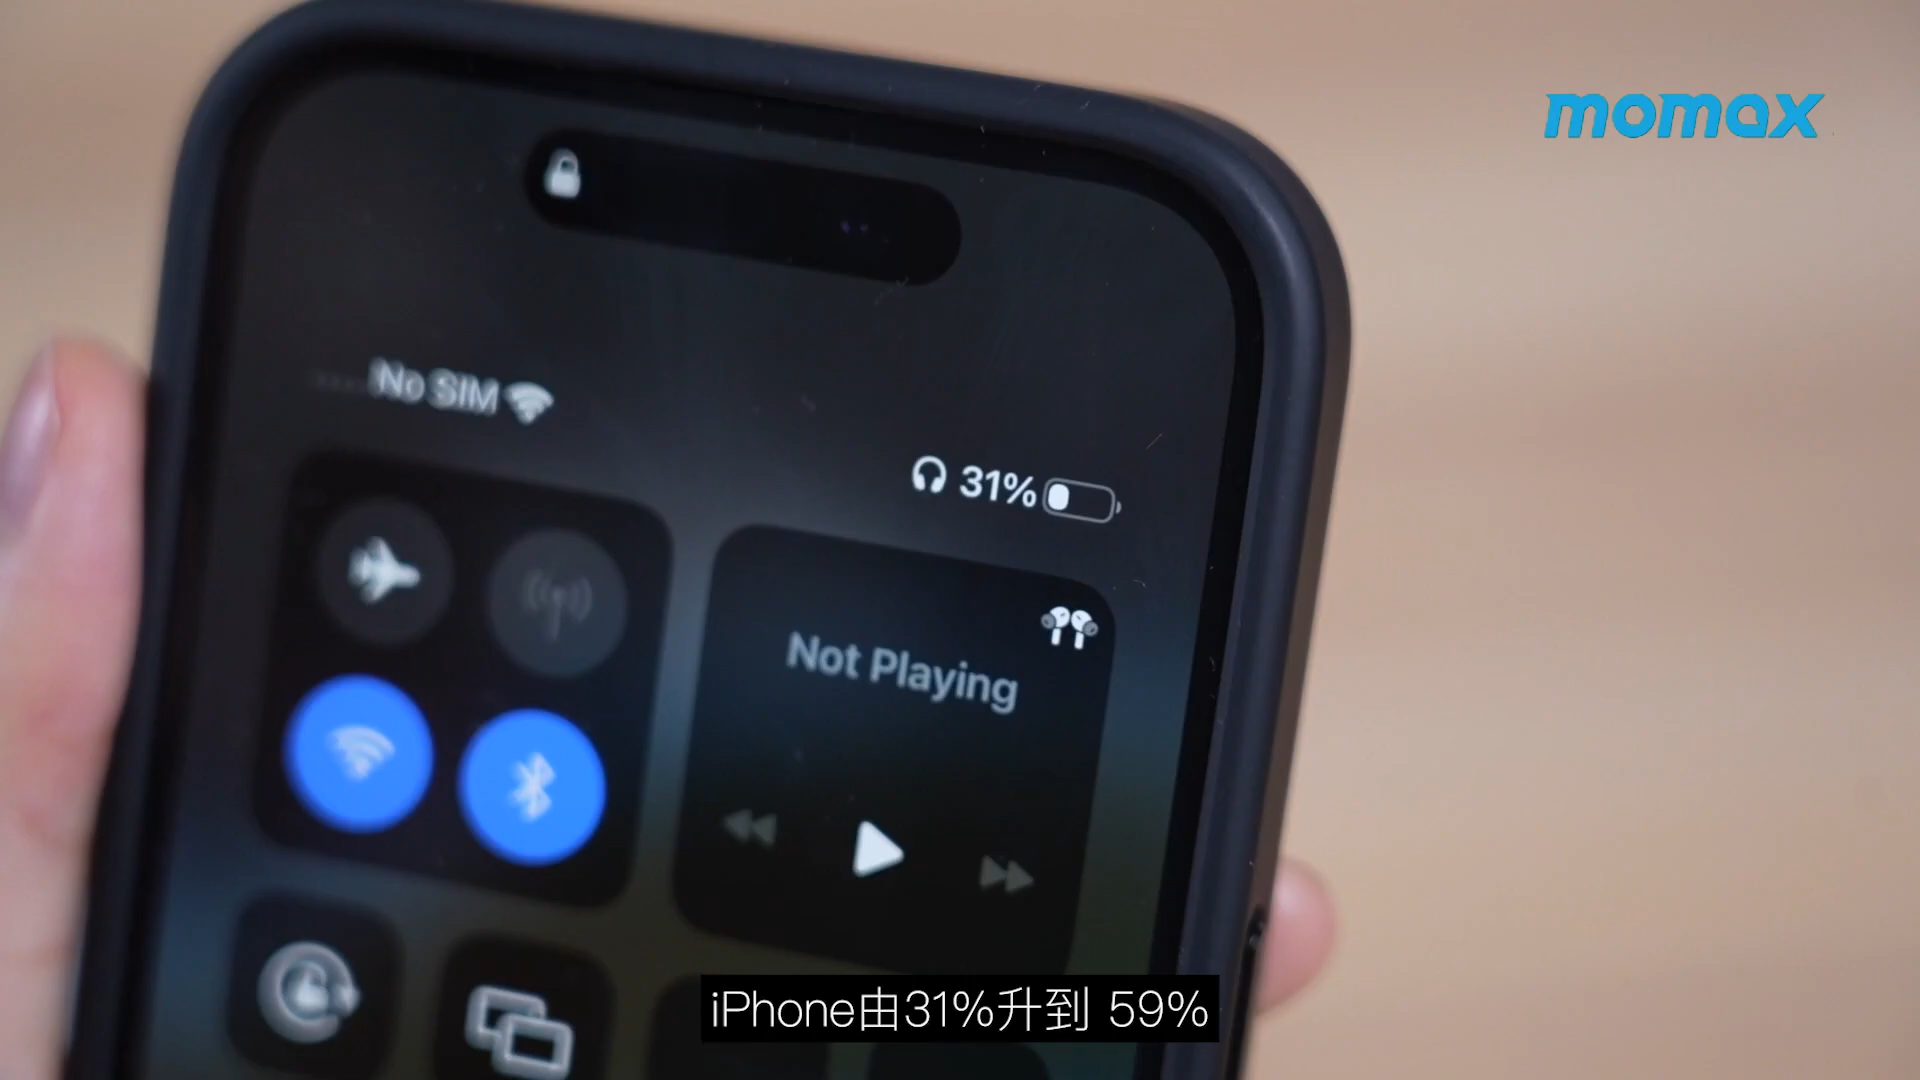 momax
No SIM
31%
Not Playing
iPhone由31%升到 59%